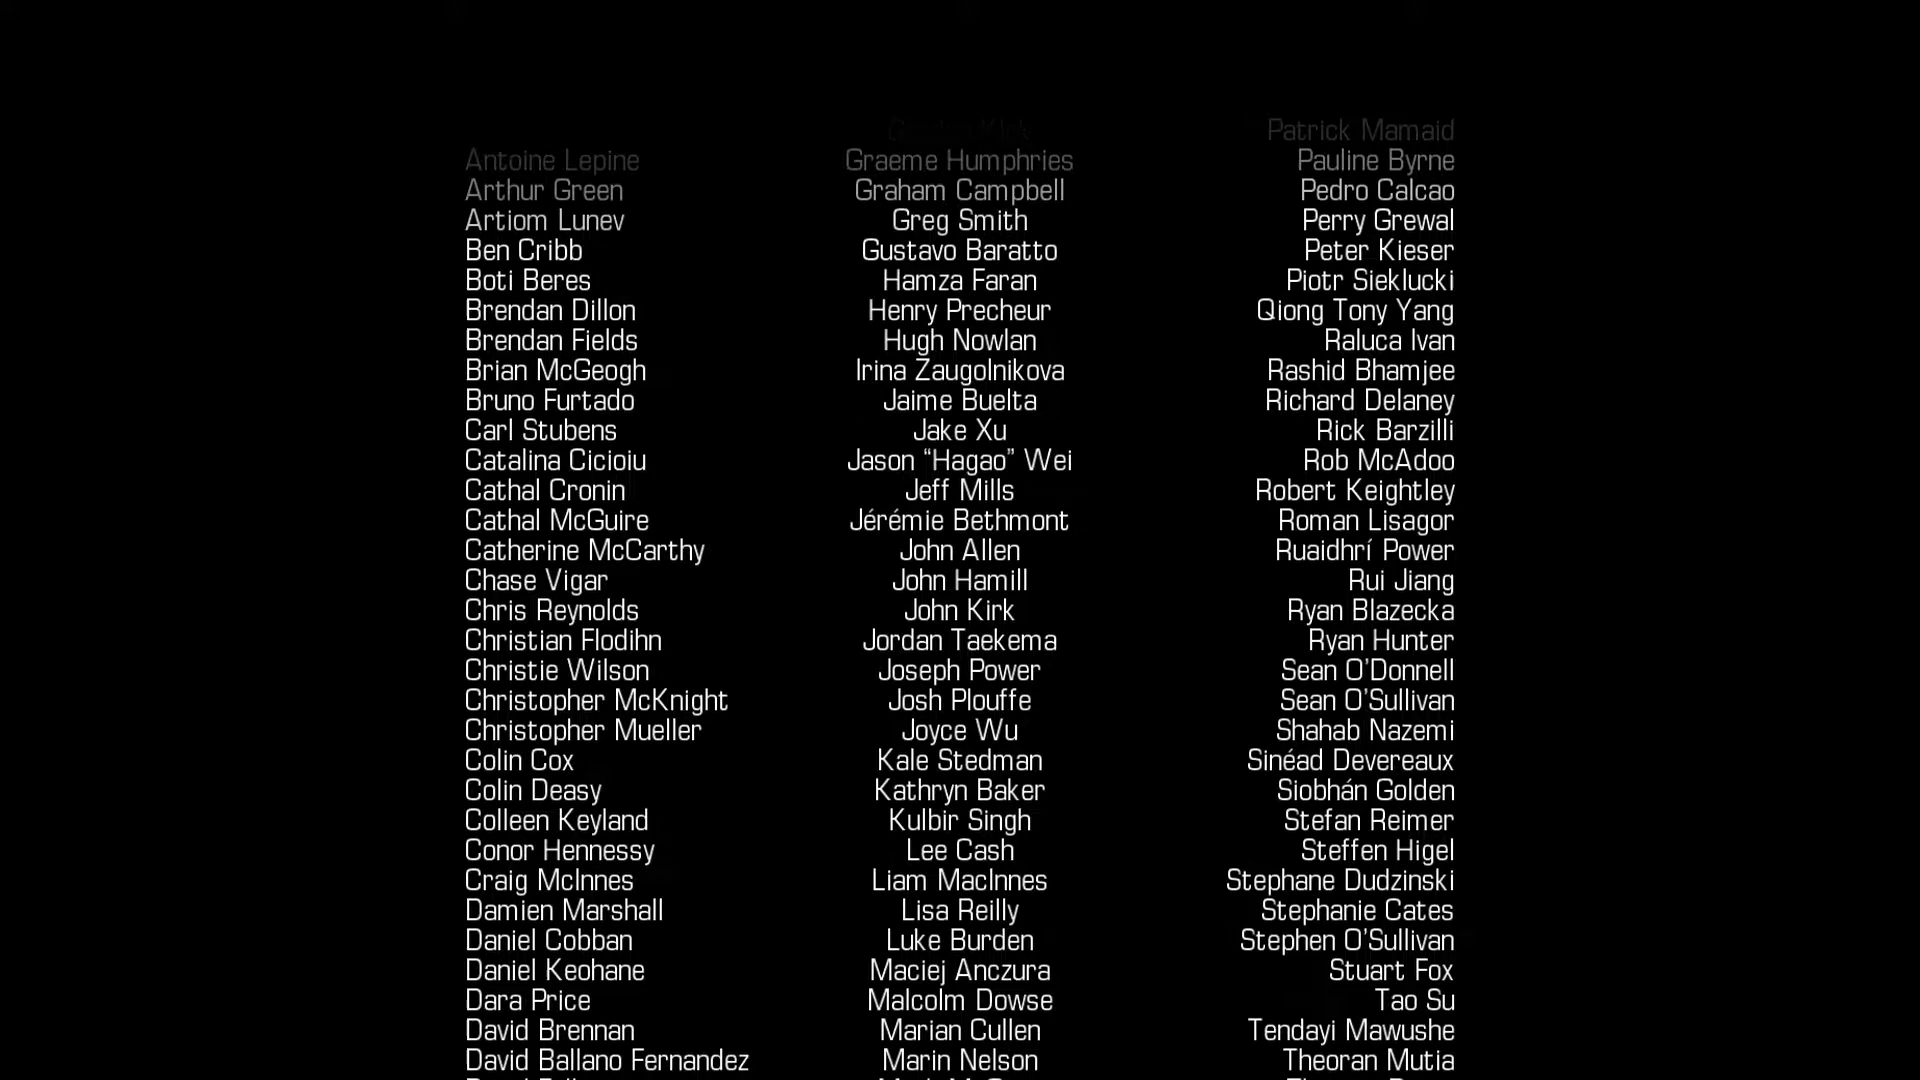 Patrick Mamaid
Antoine Lepine Graeme Humphries Pauline Byrne
Arthur Green Graham Campbell Pedro Calcao
Artiom Lunev Greg Smith Perry Grewal
Ben Cribb Gustavo Baratto Peter Kieser
Boti Beres Hamza Faran Piotr Sieklucki
Brendan Dillon Henry Precheur Qiong Tony Yang
Brendan Fields Hugh Nowlan Raluca Ivan
Brian McGeogh Irina Zaugolnikova Rashid Bhamjee
Bruno Furtado Jaime Buelta Richard Delaney
Carl Stubens Jake Xu Rick Barzilli
Catalina Cicioiu Jason “Hagao” Wei Rob McAdoo
Cathal Cronin Jeff Mills Robert Keightley
Cathal McGuire Jérémie Bethmont Roman Lisagor
Catherine McCarthy John Allen Ruaidhrí Power
Chase Vigar John Hamill Rui Jiang
Chris Reynolds John Kirk Ryan Blazecka
Christian Flodihn Jordan Taekema Ryan Hunter
Christie Wilson Joseph Power Sean O’Donnell
Christopher McKnight Josh Plouffe Sean O’Sullivan
Christopher Mueller Joyce Wu Shahab Nazemi
Colin Cox Kale Stedman Sinéad Devereaux
Colin Deasy Kathryn Baker Siobhán Golden
Colleen Keyland Kulbir Singh Stefan Reimer
Conor Hennessy Lee Cash Steffen Higel
Craig McInnes Liam MacInnes Stephane Dudzinski
Damien Marshall Lisa Reilly Stephanie Cates
Daniel Cobban Luke Burden Stephen O’Sullivan
Daniel Keohane Maciej Anczura Stuart Fox
Dara Price Malcolm Dowse Tao Su
David Brennan Marian Cullen Tendayi Mawushe
David Ballano Fernandez Marin Nelson Theoran Mutia